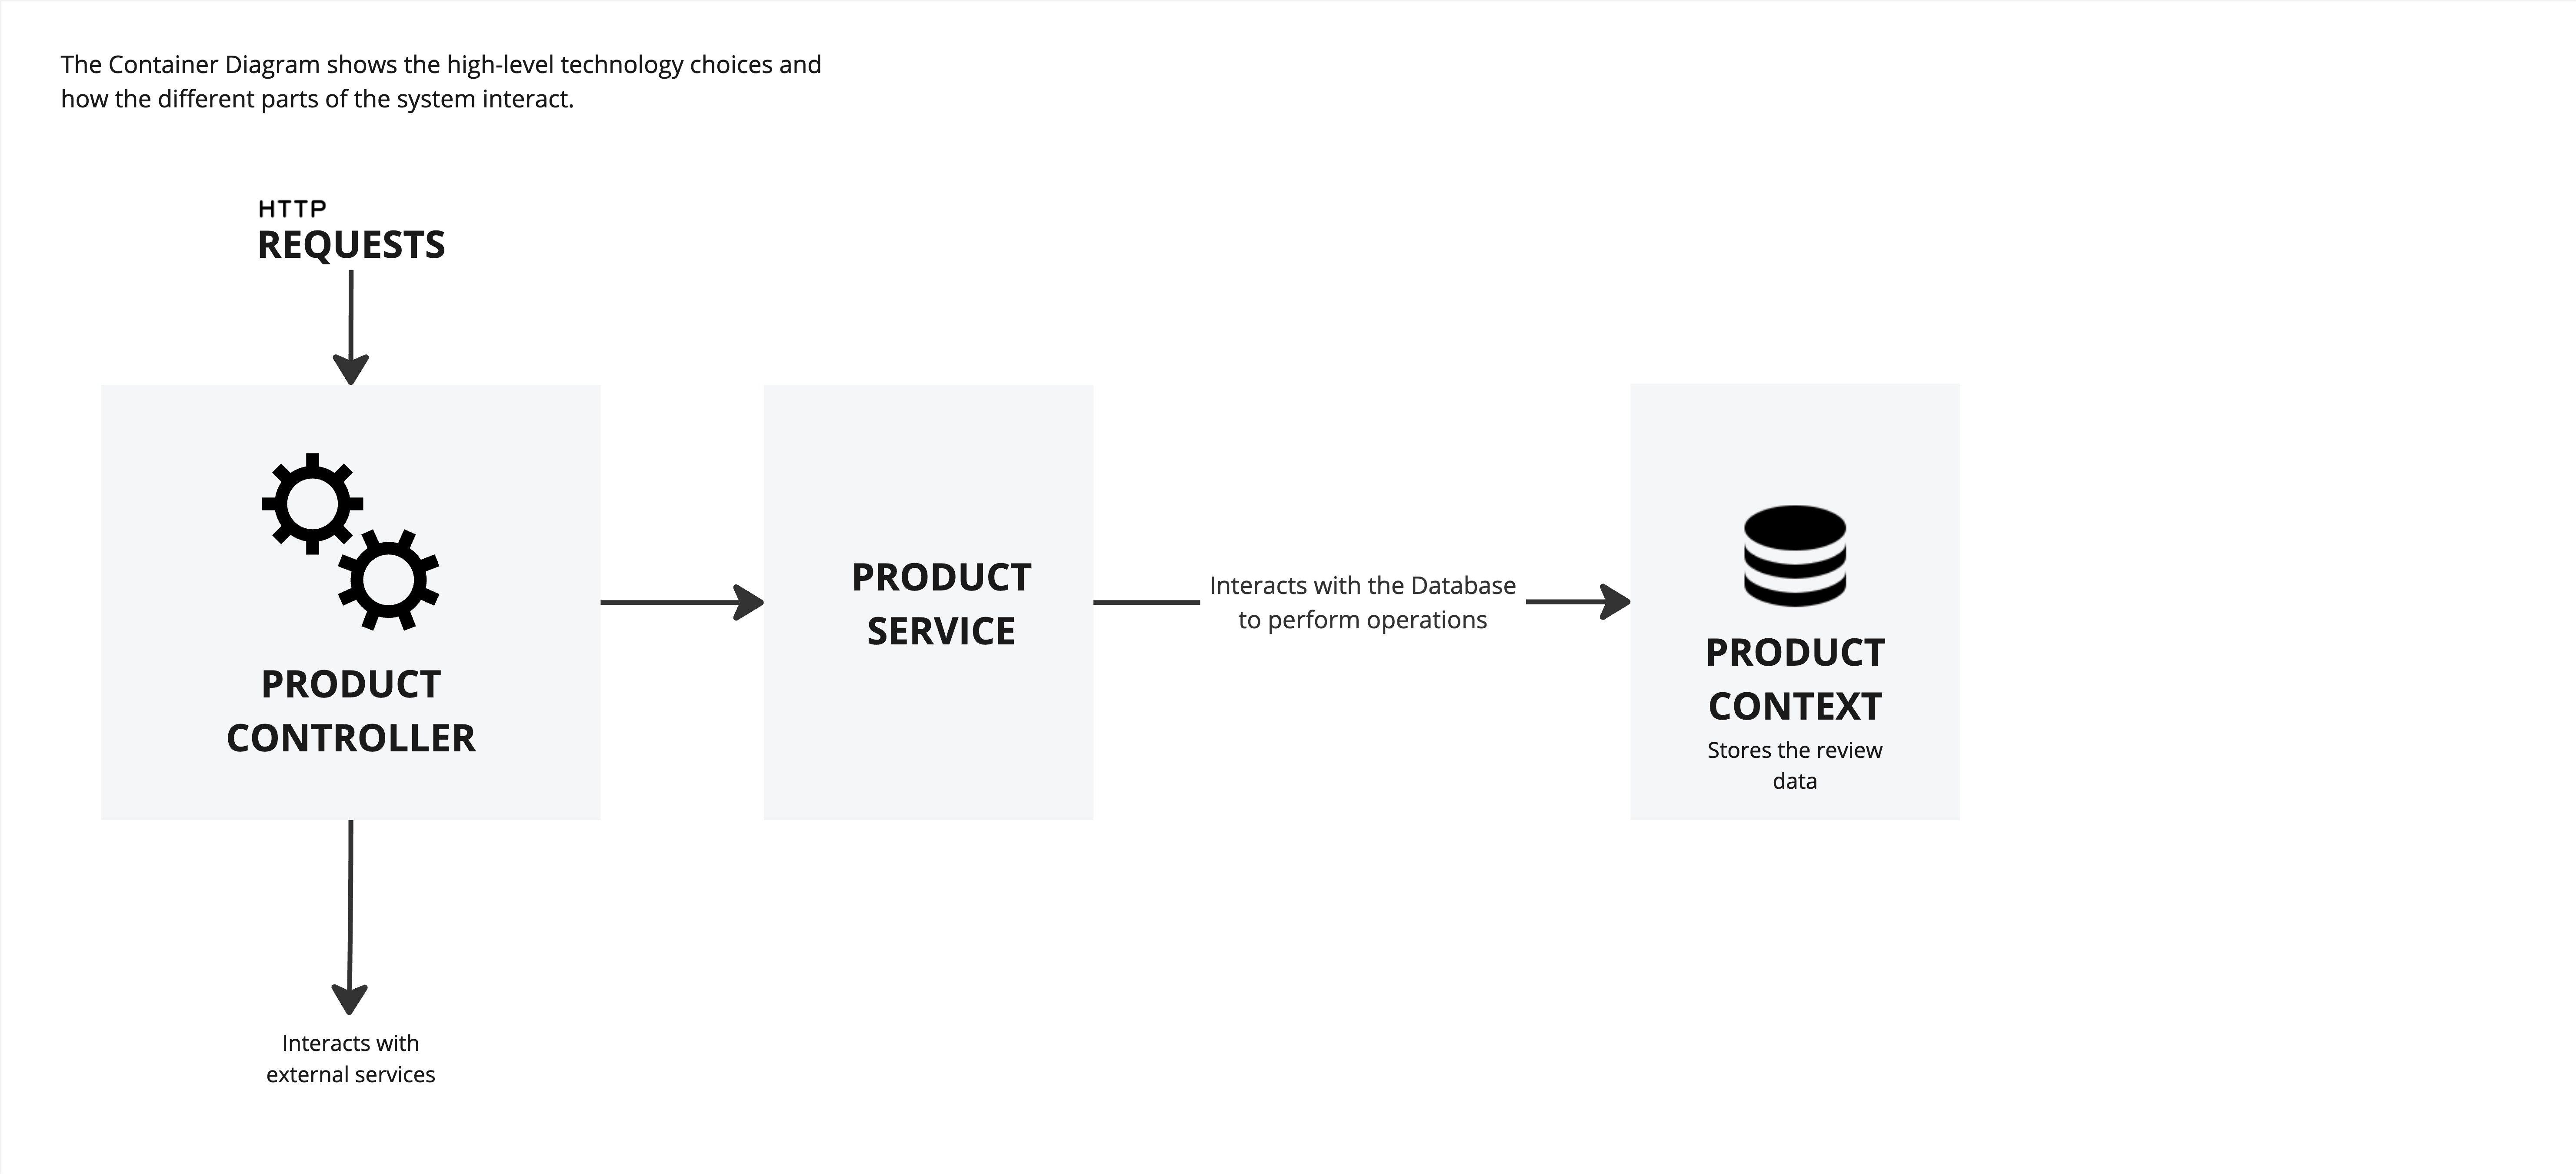 The Container Diagram shows the high-level technology choices and
how the different parts of the system interact.
HTTP
REQUESTS
PRODUCT
CONTROLLER
PRODUCT
SERVICE
Interacts with the Database
to perform operations
PRODUCT
CONTEXT
Stores the review
data
Interacts with
external services